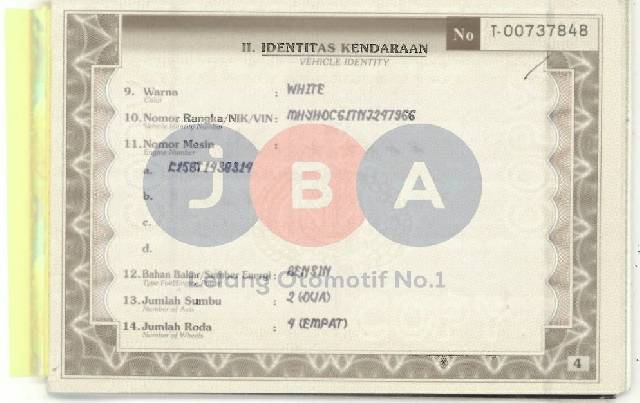 No T-00737848
II. IDENTITAS KENDARAAN
VEHICLE IDENTITY
9. Warna : WHITE
Color
10. Nomor Rangka/NIK/VIN :
11. Nomor Mesin :
Engine Number
a.
jBA
b.
c.
d.
12. Bahan Bakar/Sumber Energi : BENSIN
Lelang Otomotif No.1
13. Jumlah Sumbu : 2 (DUA)
Number of Axis
14. Jumlah Roda : 4 (EMPAT)
Number of Wheels
4